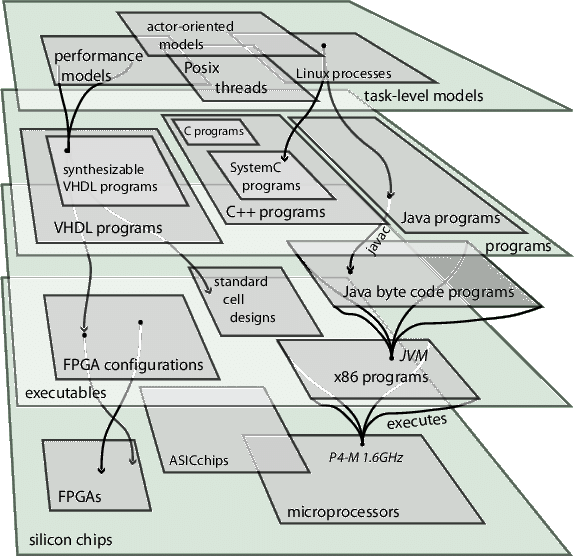 actor-oriented
models
performance
models
Posix
threads
Linux processes
task-level models
C programs
synthesizable
VHDL programs
SystemC
programs
VHDL programs
C++ programs
Java programs
programs
javac
standard
cell
designs
Java byte code programs
JVM
FPGA configurations
x86 programs
executables
executes
ASICchips
P4-M 1.6GHz
FPGAs
microprocessors
silicon chips